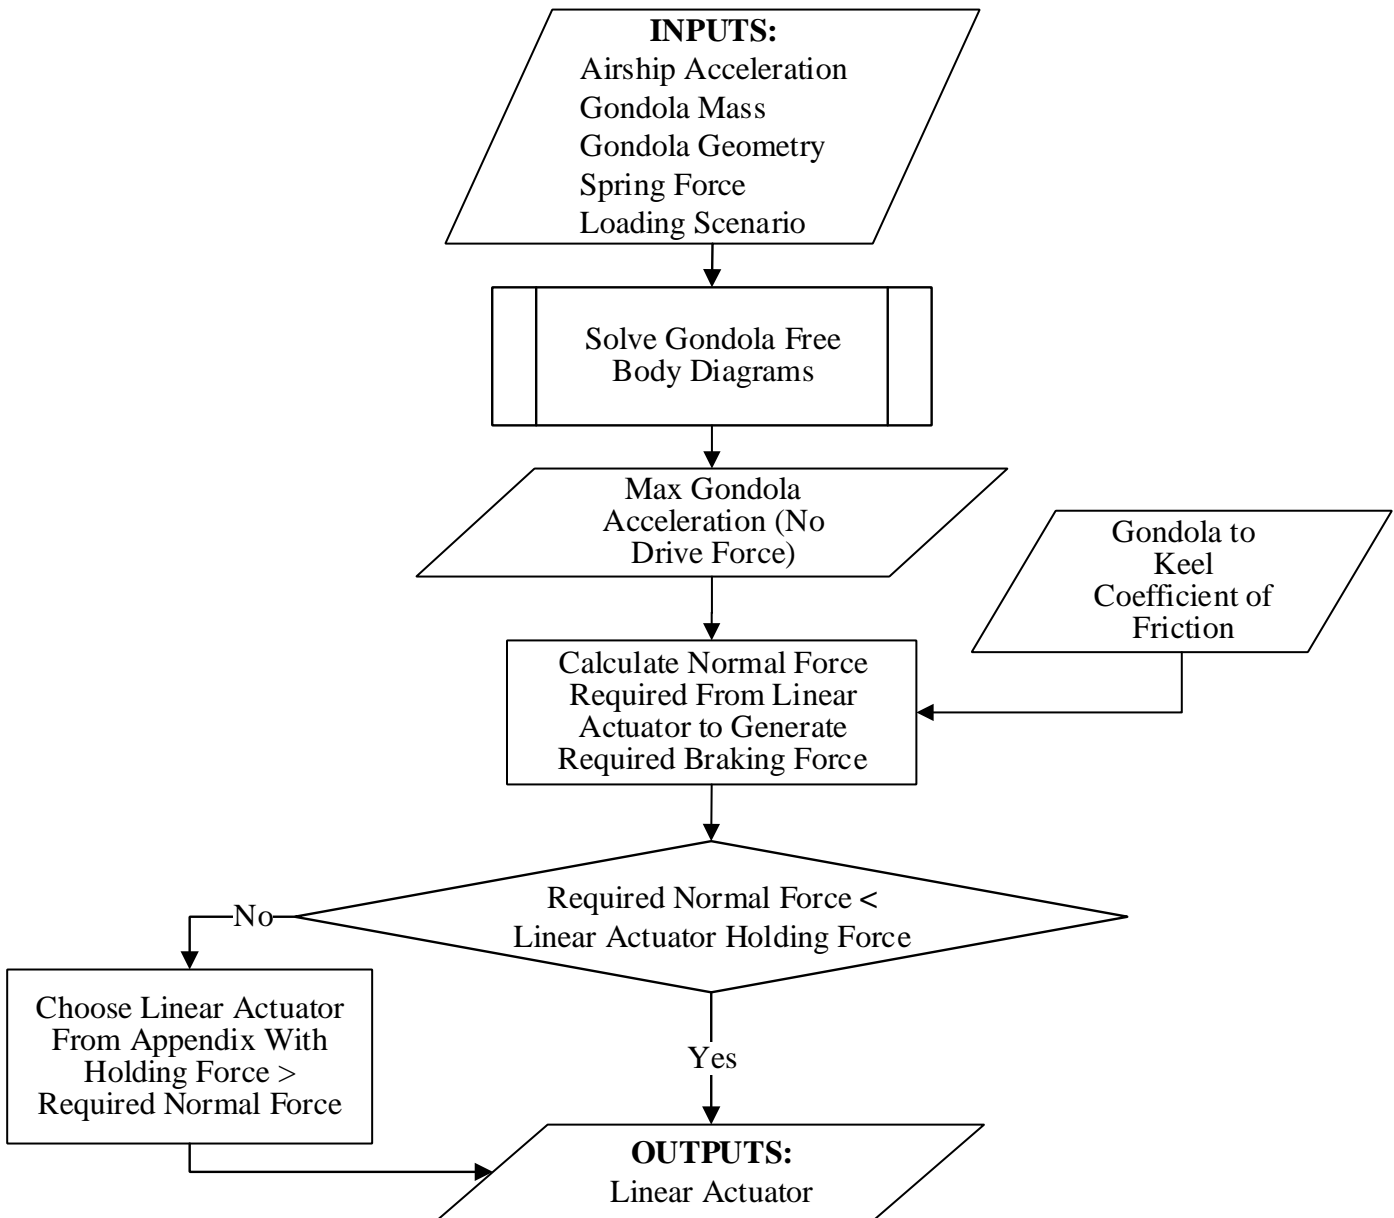 INPUTS:
Airship Acceleration
Gondola Mass
Gondola Geometry
Spring Force
Loading Scenario
Solve Gondola Free
Body Diagrams
Max Gondola
Acceleration (No
Drive Force)
Gondola to
Keel
Coefficient of
Friction
Calculate Normal Force
Required From Linear
Actuator to Generate
Required Braking Force
Required Normal Force <
Linear Actuator Holding Force
No
Choose Linear Actuator
From Appendix With
Holding Force >
Required Normal Force
Yes
OUTPUTS:
Linear Actuator